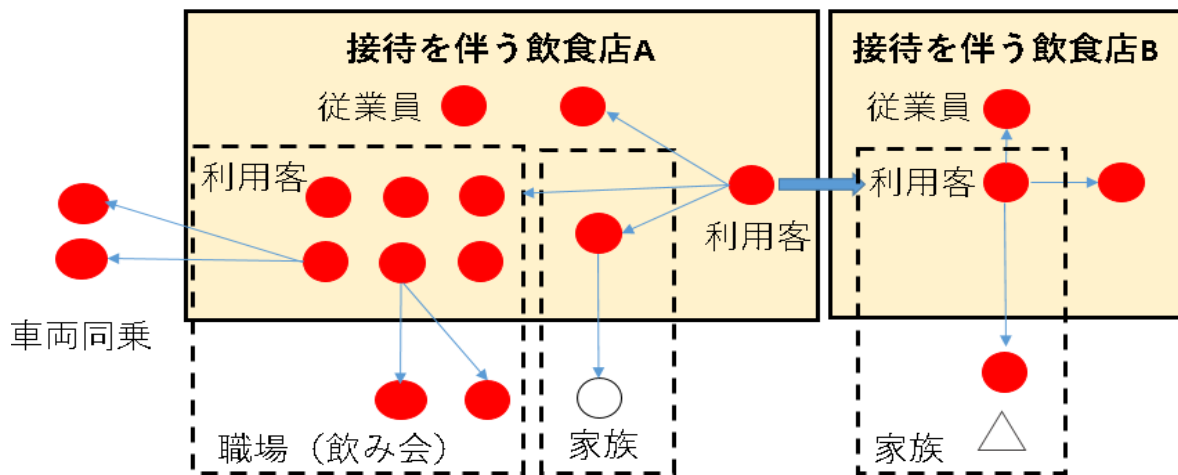 接待を伴う飲食店A
接待を伴う飲食店B
従業員
従業員
利用客
利用客
利用客
車両同乗
職場（飲み会）
家族
家族